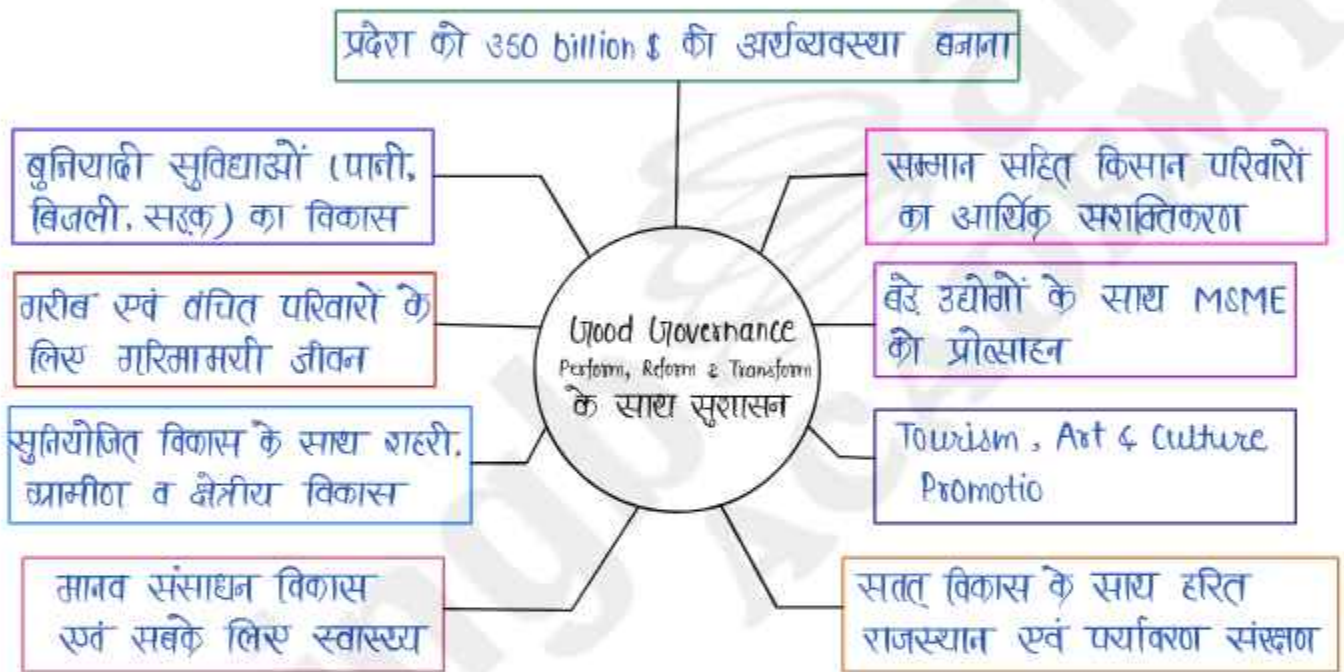 प्रदेश को 350 billion $ की अर्थव्यवस्था बनाना
बुनियादी सुविधाओं (पानी,
बिजली, सड़क) का विकास
सम्मान सहित किसान परिवारों
का आर्थिक सशक्तिकरण
गरीब एवं वंचित परिवारों के
लिए गरिमामयी जीवन
बडे उद्योगों के साथ MSME
को प्रोत्साहन
Good Governance
Perform, Reform & Transform
के साथ सुशासन
सुनियोजित विकास के साथ शहरी,
ग्रामीण व क्षेत्रीय विकास
Tourism, Art & Culture
Promotio
मानव संसाधन विकास
एवं सबके लिए स्वास्थ्य
सतत् विकास के साथ हरित
राजस्थान एवं पर्यावरण संरक्षण